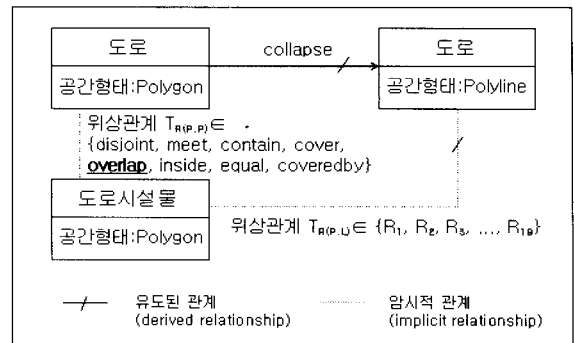 도로
collapse
도로
공간형태:Polygon
공간형태:Polyline
위상관계 T_R(P,P)∈
{disjoint, meet, contain, cover,
overlap, inside, equal, coveredby}
도로시설물
공간형태:Polygon
위상관계 T_R(P,L)∈ {R₁, R₂, R₃, ..., R₁₉}
유도된 관계
(derived relationship)
암시적 관계
(implicit relationship)